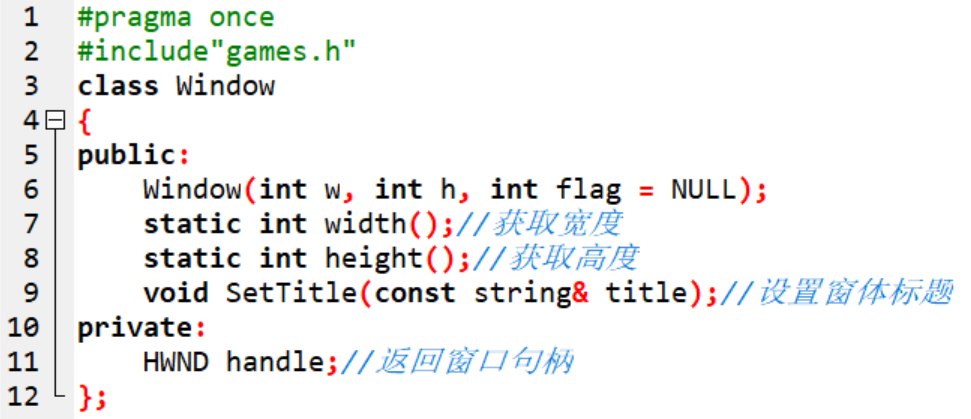 1 #pragma once
2 #include"games.h"
3 class Window
4 {
5 public:
6 Window(int w, int h, int flag = NULL);
7 static int width();//获取宽度
8 static int height();//获取高度
9 void SetTitle(const string& title);//设置窗体标题
10 private:
11 HWND handle;//返回窗口句柄
12 };